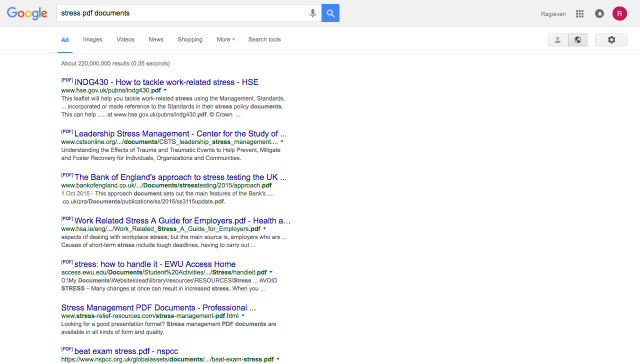 Google stress pdf documents Ragiavan R
All Images Videos News Shopping More Search tools
About 220,000,000 results (0.35 seconds)
[PDF] INDG430 - How to tackle work-related stress - HSE
www.hse.gov.uk/pubns/indg430.pdf
This leaflet will help you tackle work-related stress using the Management. Standards.
... incorporated or made reference to the Standards in their stress policy documents.
This can help ..... at www.hse.gov.uk/pubns/indg430.pdf. © Crown ...
[PDF] Leadership Stress Management - Center for the Study of ...
www.cstsonline.org/.../documents/CSTS_leadership_stress_management....
Understanding the Effects of Trauma and Traumatic Events to Help Prevent, Mitigate
and Foster Recovery for Individuals, Organizations and Communities.
[PDF] The Bank of England's approach to stress testing the UK ...
www.bankofengland.co.uk/.../Documents/stresstesting/2015/approach.pdf
1 Oct 2015 - This approach document sets out the main features of the Bank's ....
.co.uk/pra/Documents/publications/ss/2015/ss3115update.pdf.
[PDF] Work Related Stress A Guide for Employers.pdf - Health a...
www.hsa.ie/eng/.../Work_Related_Stress_A_Guide_for_Employers.pdf
aspects of dealing with workplace stress; but the main source is, employers who are ...
Causes of short-term stress include tough deadlines, having to carry out ...
[PDF] stress: how to handle it - EWU Access Home
access.ewu.edu/Documents/Student%20Activities/.../Stress/handleit.pdf
D:\My Documents\Websites\lead\library\resources\RESOURCES\Stress ... AVOID
STRESS – Many changes at once can result in increased stress. When you ...
Stress Management PDF Documents - Professional ...
www.stress-relief-resources.com/stress-management-pdf.html
Looking for a good presentation format? Stress management PDF documents are
available in all kinds of form and quality.
[PDF] beat exam stress.pdf - nspcc
https://www.nspcc.org.uk/globalassets/documents/.../beat-exam-stress.pdf